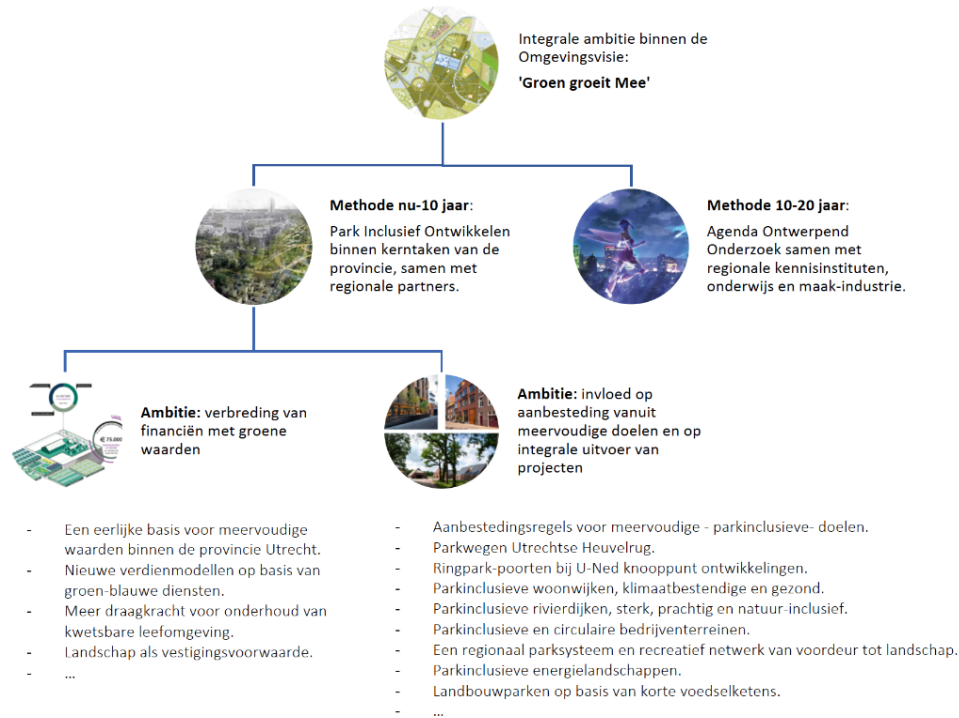 Integrale ambitie binnen de
Omgevingsvisie:
'Groen groeit Mee'
Methode nu-10 jaar:
Park Inclusief Ontwikkelen
binnen kerntaken van de
provincie, samen met
regionale partners.
Methode 10-20 jaar:
Agenda Ontwerpend
Onderzoek samen met
regionale kennisinstituten,
onderwijs en maak-industrie.
€ 75.000
Ambitie: verbreding van
financiën met groene
waarden
Ambitie: invloed op
aanbesteding vanuit
meervoudige doelen en op
integrale uitvoer van
projecten
- Een eerlijke basis voor meervoudige
waarden binnen de provincie Utrecht.
- Nieuwe verdienmodellen op basis van
groen-blauwe diensten.
- Meer draagkracht voor onderhoud van
kwetsbare leefomgeving.
- Landschap als vestigingsvoorwaarde.
- ...
- Aanbestedingsregels voor meervoudige - parkinclusieve- doelen.
- Parkwegen Utrechtse Heuvelrug.
- Ringpark-poorten bij U-Ned knooppunt ontwikkelingen.
- Parkinclusieve woonwijken, klimaatbestendige en gezond.
- Parkinclusieve rivierdijken, sterk, prachtig en natuur-inclusief.
- Parkinclusieve en circulaire bedrijventerreinen.
- Een regionaal parksysteem en recreatief netwerk van voordeur tot landschap.
- Parkinclusieve energielandschappen.
- Landbouwparken op basis van korte voedselketens.
- ...